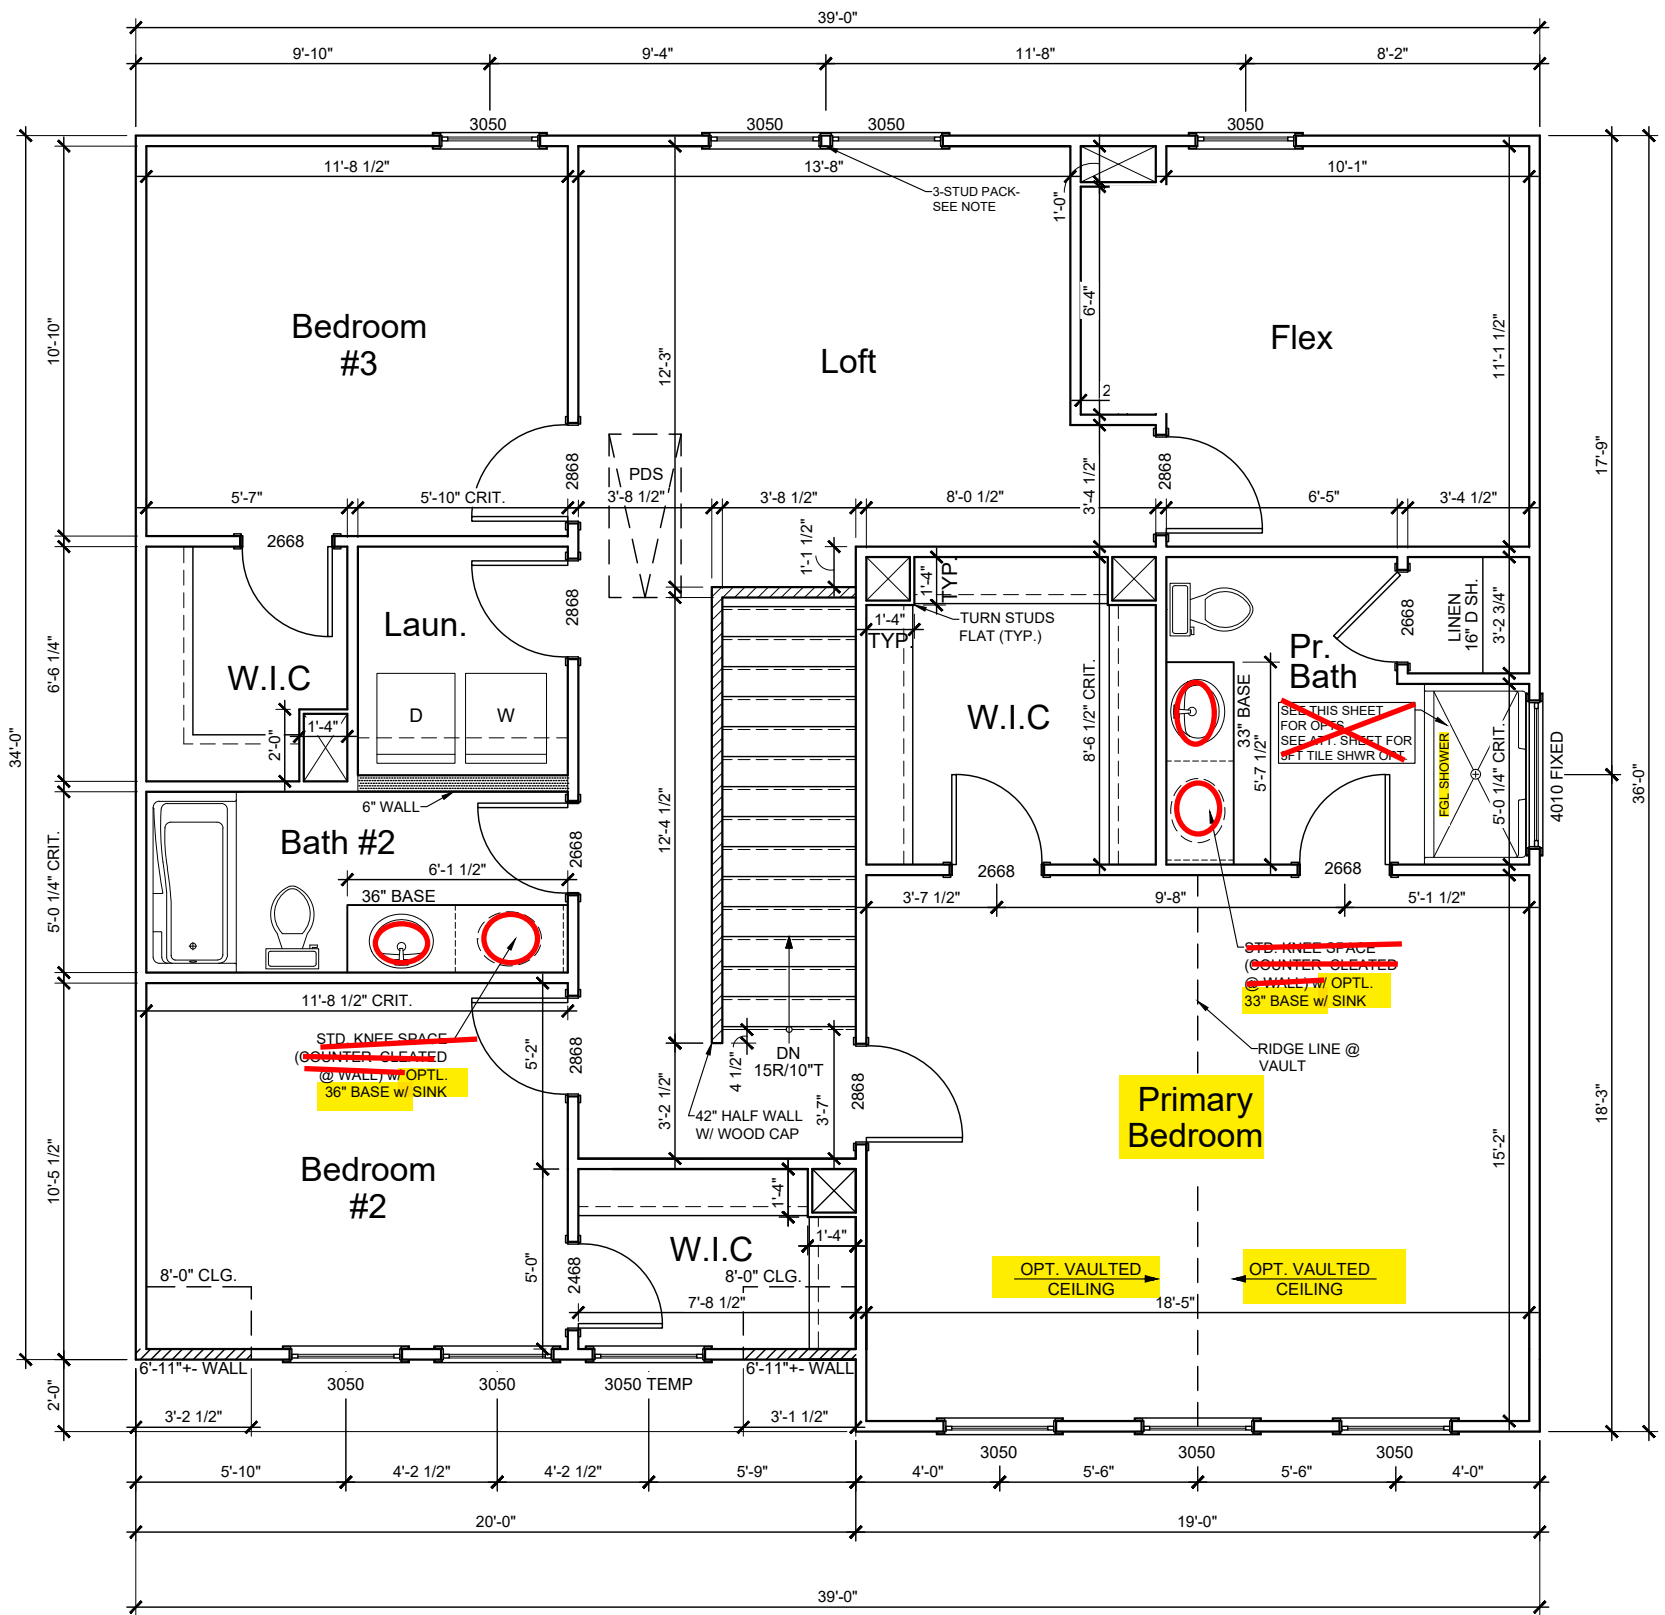 39'-0"
9'-10"
9'-4"
11'-8"
8'-2"
3050
3050
3050
3050
11'-8 1/2"
13'-8"
10'-1"
3-STUD PACK-
SEE NOTE
1'-0"
6'-4"
Bedroom
#3
Loft
Flex
10'-10"
12'-3"
11'-1 1/2"
34'-0"
36'-0"
17'-9"
2
PDS
2868
2868
3'-4 1/2"
5'-7"
5'-10" CRIT.
3'-8 1/2"
3'-8 1/2"
8'-0 1/2"
6'-5"
3'-4 1/2"
2668
1'-1 1/2"
2868
1'-4"
TYP.
1'-4"
TYP.
TURN STUDS
FLAT (TYP.)
2668
LINEN
16" D SH.
3'-2 3/4"
Laun.
6'-6 1/4"
W.I.C
Pr.
Bath
D
W
1'-4"
2'-0"
W.I.C
8'-6 1/2" CRIT.
33" BASE
5'-7 1/2"
SEE THIS SHEET
FOR OPTS
SEE ATT. SHEET FOR
5FT TILE SHWR OPT
FGL SHOWER
5'-0 1/4" CRIT.
4010 FIXED
6" WALL
12'-4 1/2"
Bath #2
6'-1 1/2"
2668
36" BASE
5'-0 1/4" CRIT.
2668
2668
3'-7 1/2"
9'-8"
5'-1 1/2"
STD. KNEE SPACE
(COUNTER CLEATED
@ WALL) w/ OPTL.
33" BASE w/ SINK
11'-8 1/2" CRIT.
STD. KNEE SPACE
(COUNTER CLEATED
@ WALL) w/ OPTL.
36" BASE w/ SINK
5'-2"
2868
4 1/2"
DN
15R/10"T
3'-7"
2868
RIDGE LINE @
VAULT
3'-2 1/2"
42" HALF WALL
W/ WOOD CAP
Primary
Bedroom
15'-2"
18'-3"
10'-5 1/2"
Bedroom
#2
1'-4"
1'-4"
W.I.C
5'-0"
2468
8'-0" CLG.
8'-0" CLG.
7'-8 1/2"
OPT. VAULTED
CEILING
OPT. VAULTED
CEILING
18'-5"
6'-11"+- WALL
6'-11"+- WALL
2'-0"
3050
3050
3050 TEMP
3'-2 1/2"
3'-1 1/2"
3050
3050
3050
5'-10"
4'-2 1/2"
4'-2 1/2"
5'-9"
4'-0"
5'-6"
5'-6"
4'-0"
20'-0"
19'-0"
39'-0"